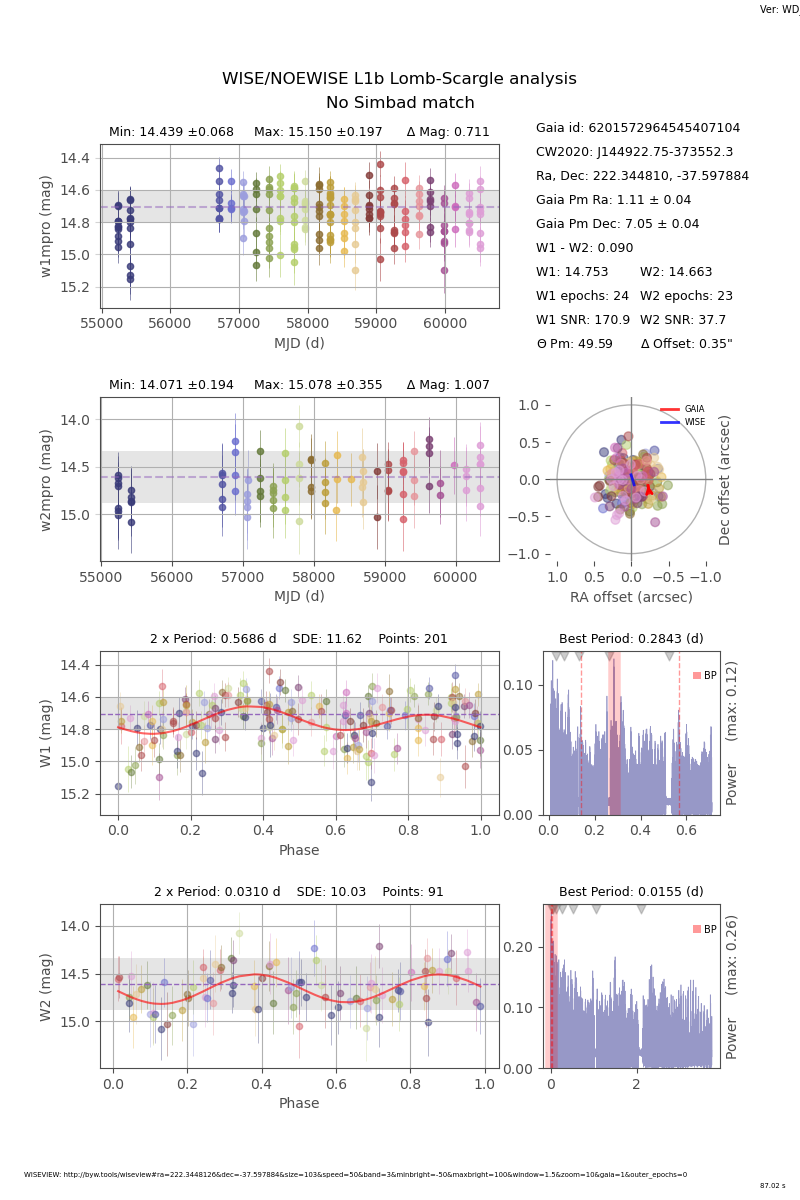 Ver: WD_
WISE/NOEWISE L1b Lomb-Scargle analysis
No Simbad match
Min: 14.439 ±0.068 Max: 15.150 ±0.197 Δ Mag: 0.711
14.4
14.6
14.8
15.0
15.2
w1mpro (mag)
55000 56000 57000 58000 59000 60000
MJD (d)
Gaia id: 6201572964545407104
CW2020: J144922.75-373552.3
Ra, Dec: 222.344810, -37.597884
Gaia Pm Ra: 1.11 ± 0.04
Gaia Pm Dec: 7.05 ± 0.04
W1 - W2: 0.090
W1: 14.753 W2: 14.663
W1 epochs: 24 W2 epochs: 23
W1 SNR: 170.9 W2 SNR: 37.7
Θ Pm: 49.59 Δ Offset: 0.35"
Min: 14.071 ±0.194 Max: 15.078 ±0.355 Δ Mag: 1.007
14.0
14.5
15.0
w2mpro (mag)
55000 56000 57000 58000 59000 60000
MJD (d)
GAIA
WISE
1.0
0.5
0.0
−0.5
−1.0
Dec offset (arcsec)
1.0 0.5 0.0 −0.5 −1.0
RA offset (arcsec)
2 x Period: 0.5686 d SDE: 11.62 Points: 201
14.4
14.6
14.8
15.0
15.2
W1 (mag)
0.0 0.2 0.4 0.6 0.8 1.0
Phase
Best Period: 0.2843 (d)
BP
0.10
0.05
0.00
Power (max: 0.12)
0.0 0.2 0.4 0.6
2 x Period: 0.0310 d SDE: 10.03 Points: 91
14.0
14.5
15.0
W2 (mag)
0.0 0.2 0.4 0.6 0.8 1.0
Phase
Best Period: 0.0155 (d)
BP
0.20
0.10
0.00
Power (max: 0.26)
0 2
WISEVIEW: http://byw.tools/wiseview#ra=222.3448126&dec=-37.597884&size=103&speed=50&band=3&minbright=-50&maxbright=100&window=1.5&zoom=10&gaia=1&outer_epochs=0
87.02 s